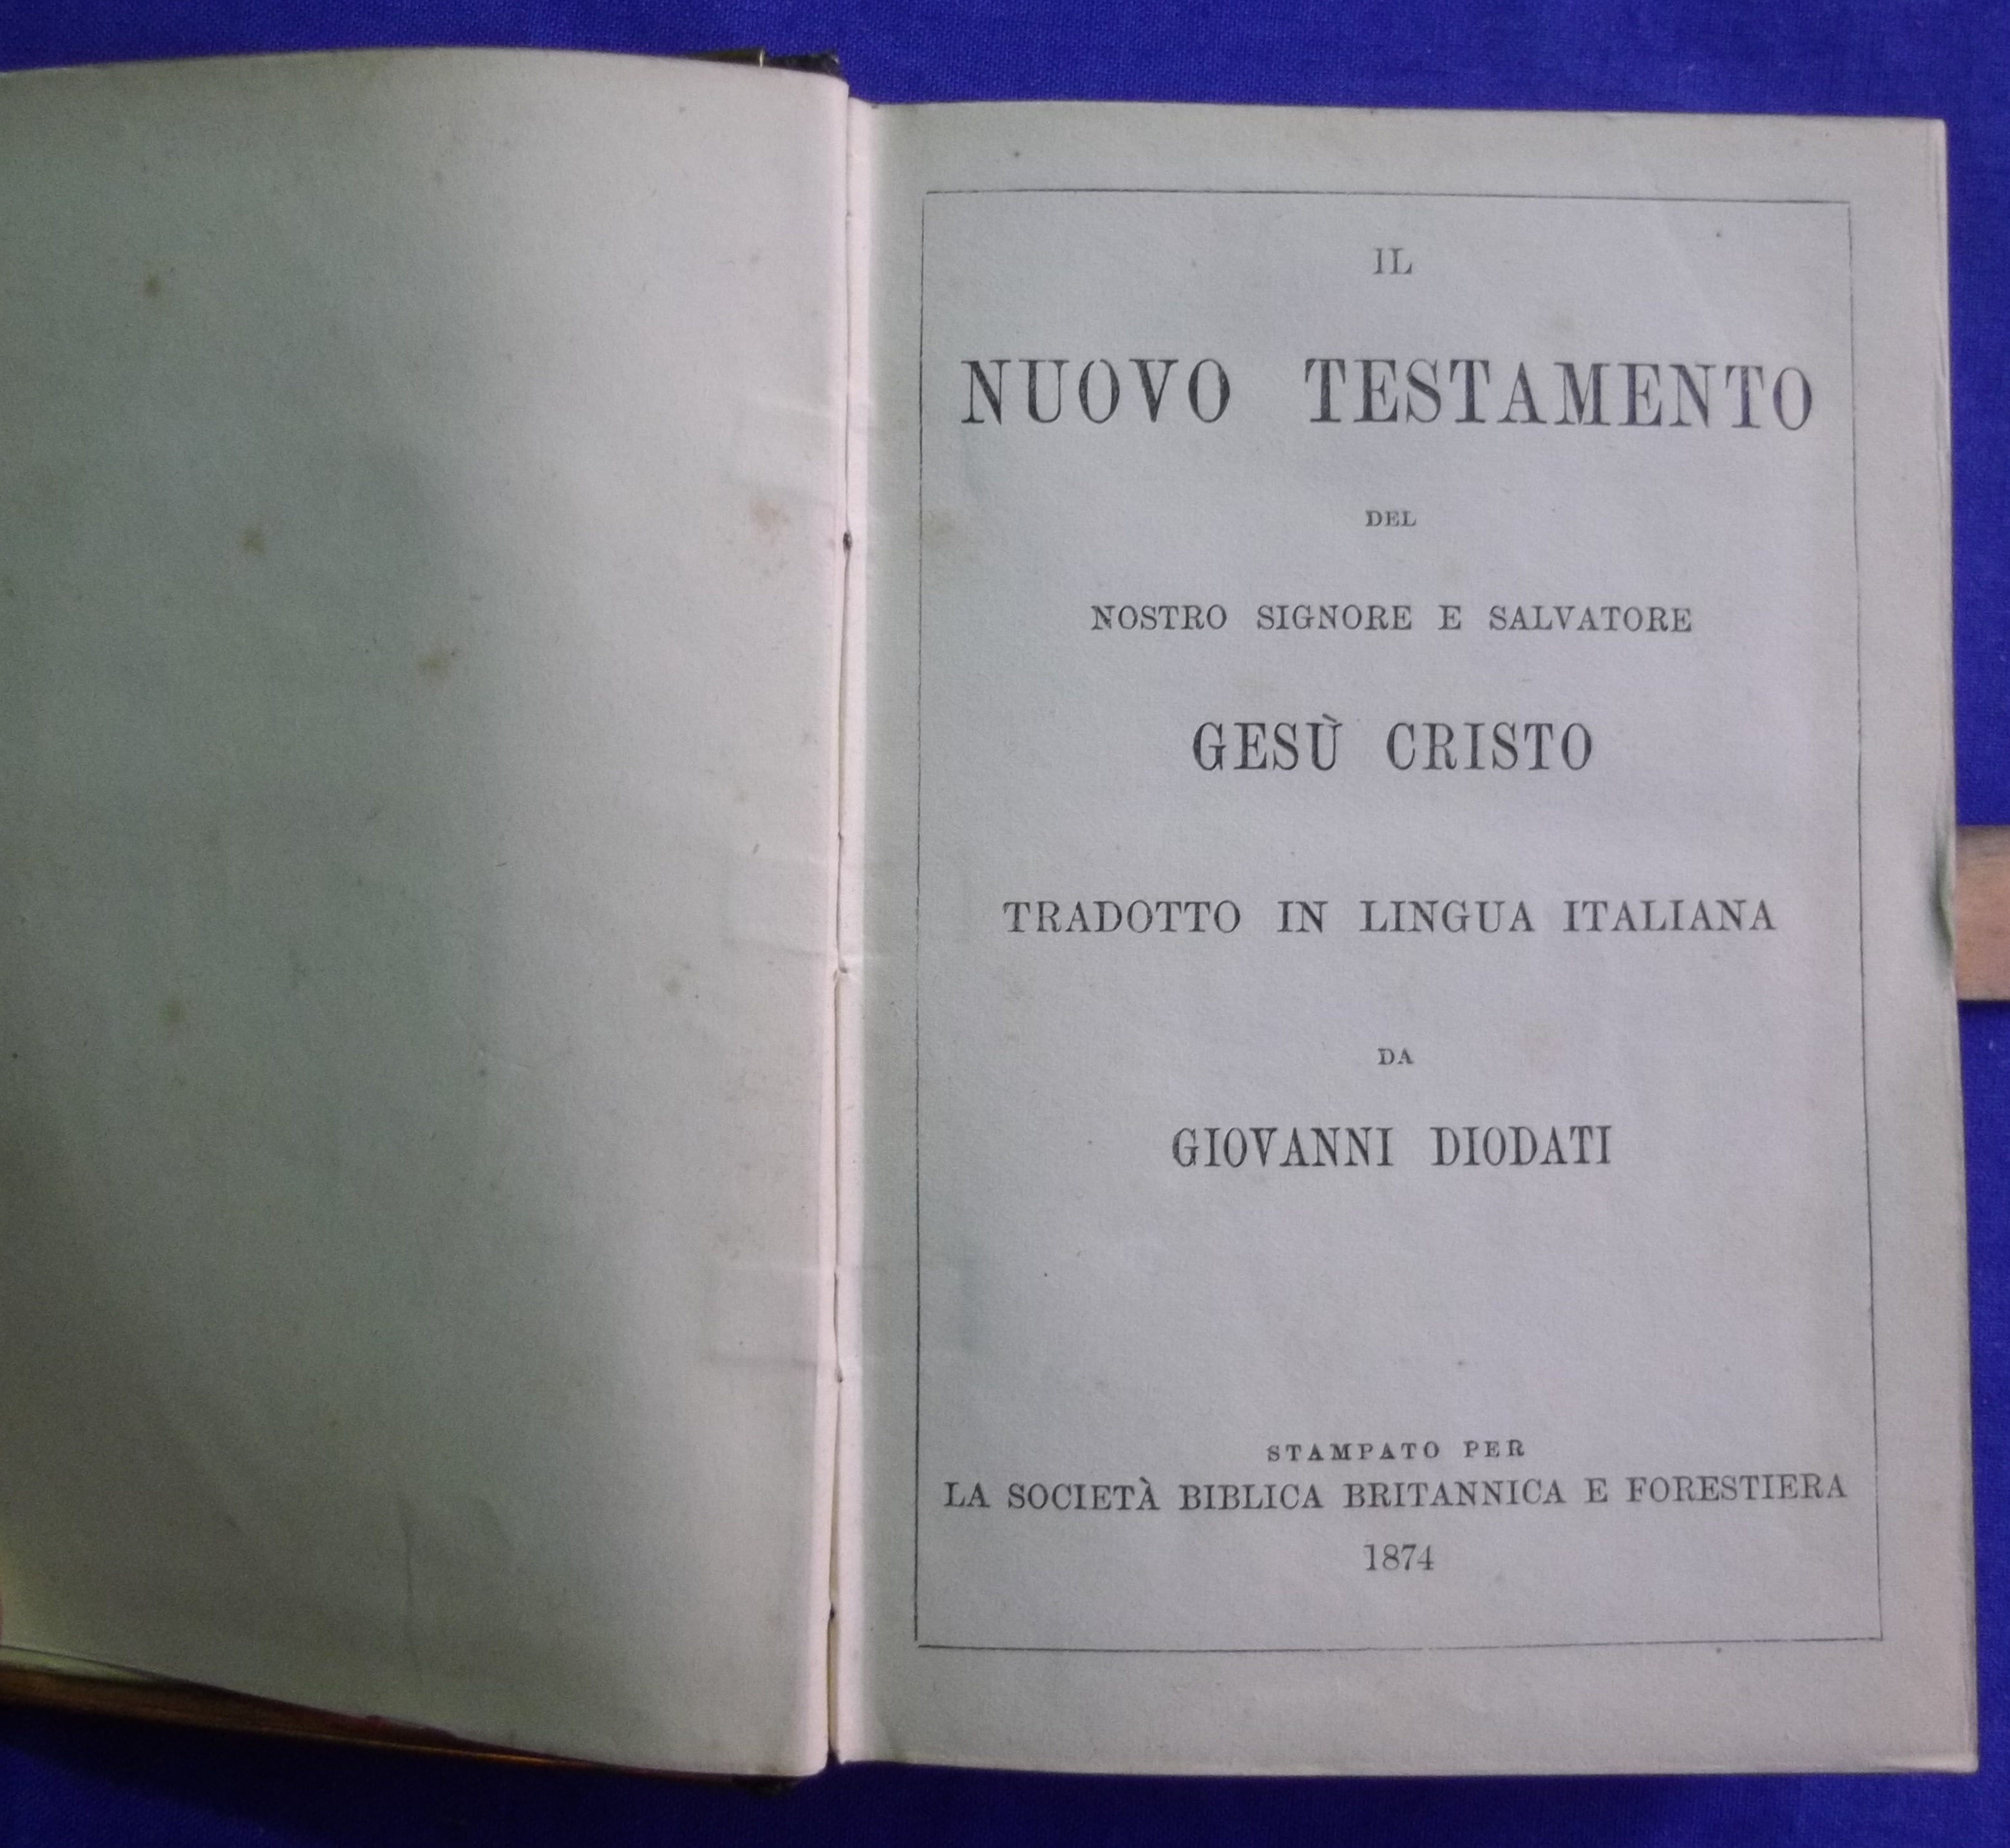 IL
NUOVO TESTAMENTO
DEL
NOSTRO SIGNORE E SALVATORE
GESÙ CRISTO
TRADOTTO IN LINGUA ITALIANA
DA
GIOVANNI DIODATI
STAMPATO PER
LA SOCIETÀ BIBLICA BRITANNICA E FORESTIERA
1874